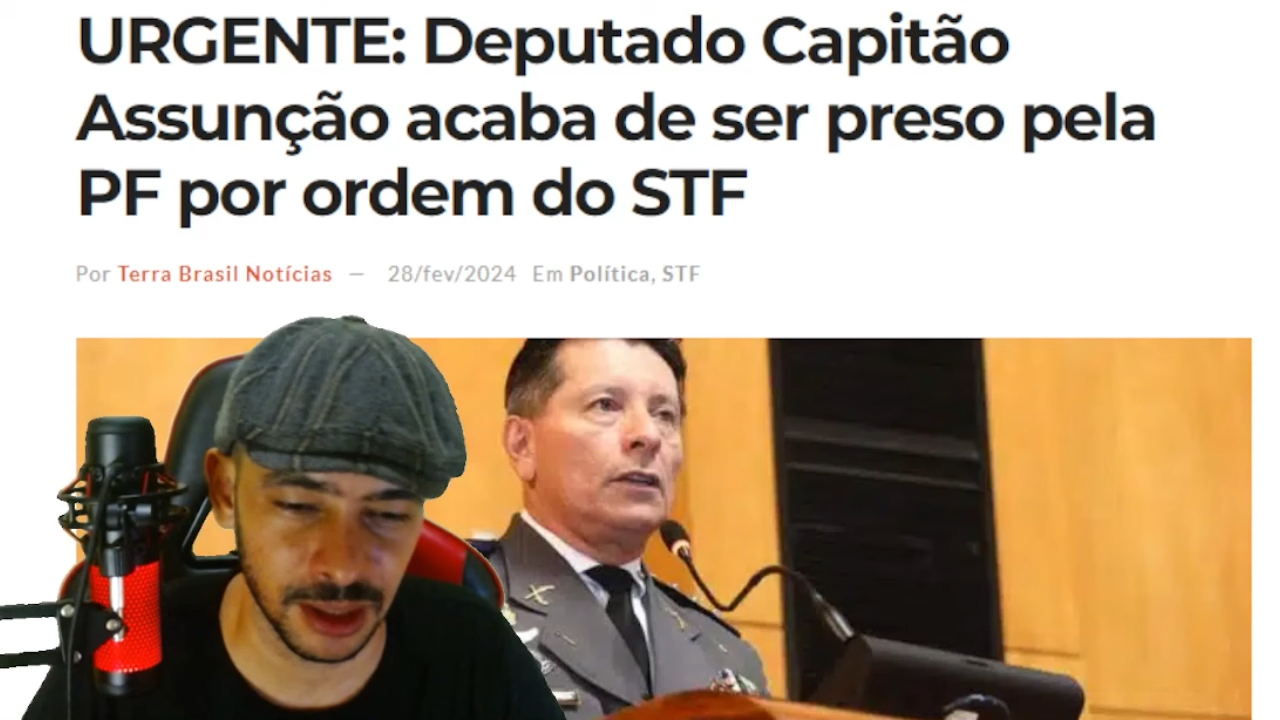 URGENTE: Deputado Capitão
Assunção acaba de ser preso pela
PF por ordem do STF
Por Terra Brasil Notícias — 28/fev/2024 Em Política, STF